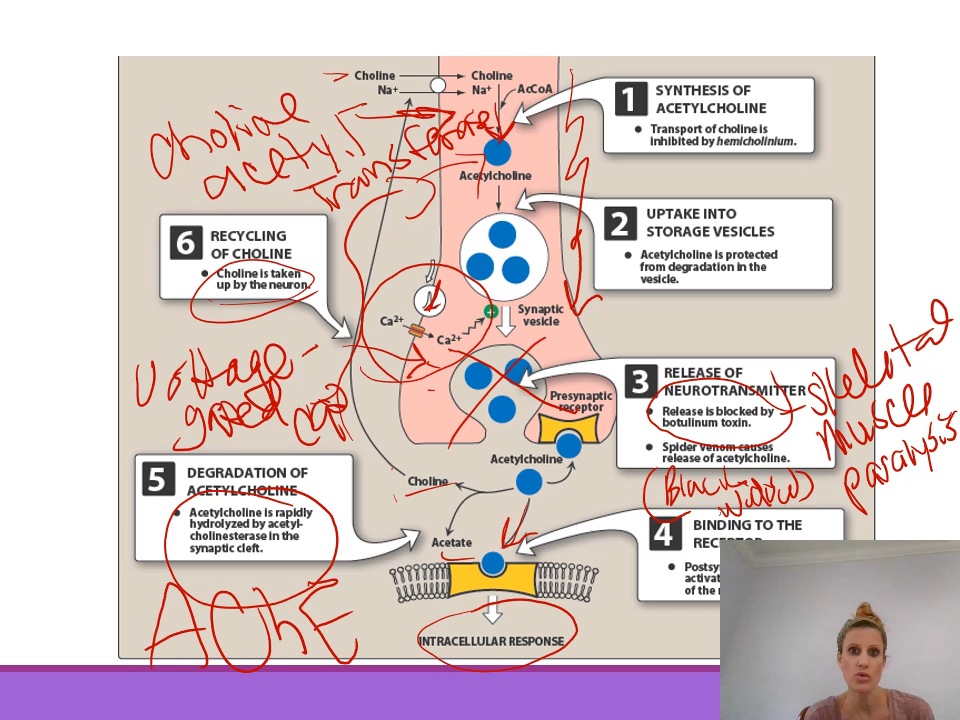 Choline
Na+
Choline
Na+
AcCoA
1
SYNTHESIS OF
ACETYLCHOLINE
• Transport of choline is
inhibited by hemicholinium.
Choline
acetyl
Transferase
Acetylcholine
2
UPTAKE INTO
STORAGE VESICLES
• Acetylcholine is protected
from degradation in the
vesicle.
6
RECYCLING
OF CHOLINE
• Choline is taken
up by the neuron.
Synaptic
vesicle
Ca2+
Ca2+
+
Voltage-
gated
3
RELEASE OF
NEUROTRANSMITTER
• Release is blocked by
botulinum toxin.
• Spider venom causes
release of acetylcholine.
skeletal
muscle
paralysis
(Black
widow)
Presynaptic
receptor
Acetylcholine
Choline
Acetate
5
DEGRADATION OF
ACETYLCHOLINE
• Acetylcholine is rapidly
hydrolyzed by acetyl-
cholinesterase in the
synaptic cleft.
AChE
4
BINDING TO THE
INTRACELLULAR RESPONSE